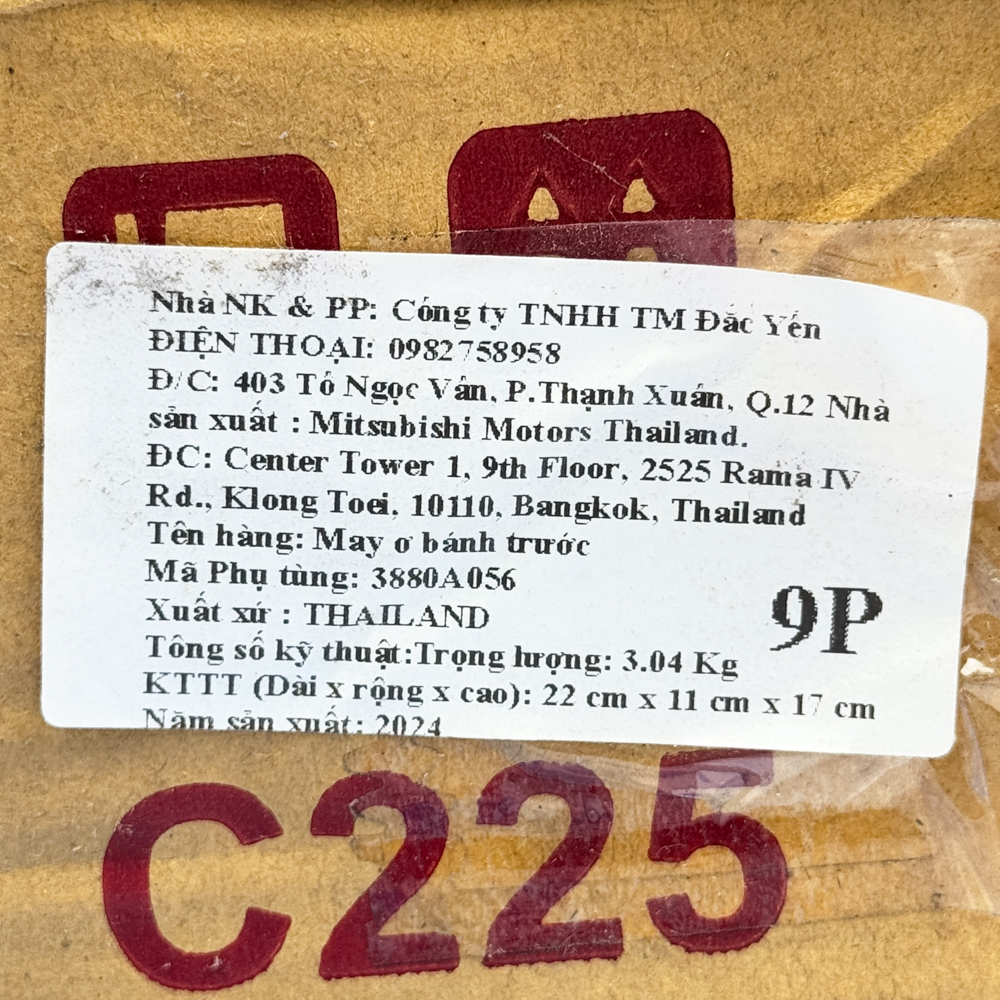 Nhà NK & PP: Công ty TNHH TM Đắc Yến
ĐIỆN THOẠI: 0982758958
Đ/C: 403 Tô Ngọc Vân, P.Thạnh Xuân, Q.12 Nhà
sản xuất : Mitsubishi Motors Thailand.
ĐC: Center Tower 1, 9th Floor, 2525 Rama IV
Rd., Klong Toei, 10110, Bangkok, Thailand
Tên hàng: May ơ bánh trước
Mã Phụ tùng: 3880A056
Xuất xứ : THAILAND
9P
Tông số kỹ thuật:Trọng lượng: 3.04 Kg
KTTT (Dài x rộng x cao): 22 cm x 11 cm x 17 cm
Năm sản xuất: 2024
C225